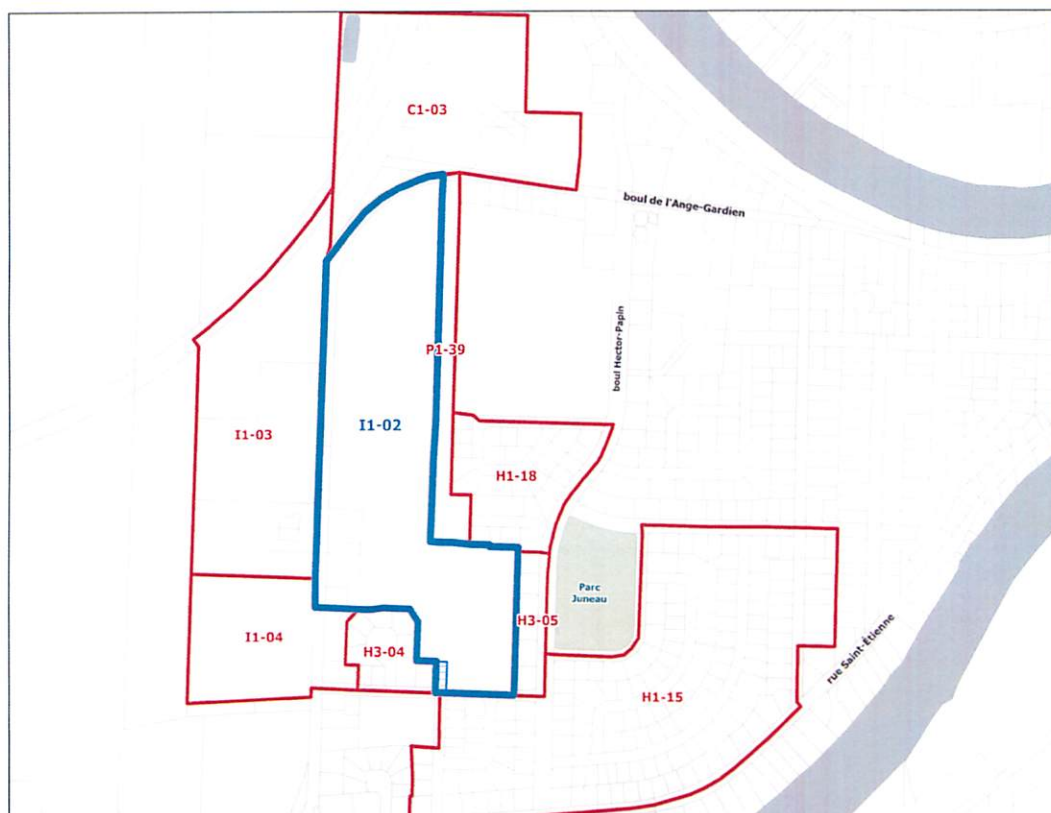 C1-03
boul de l'Ange-Gardien
boul Hector-Papin
P1-39
I1-02
I1-03
H1-18
Parc
Juneau
H3-05
I1-04
H3-04
H1-15
rue Saint-Étienne